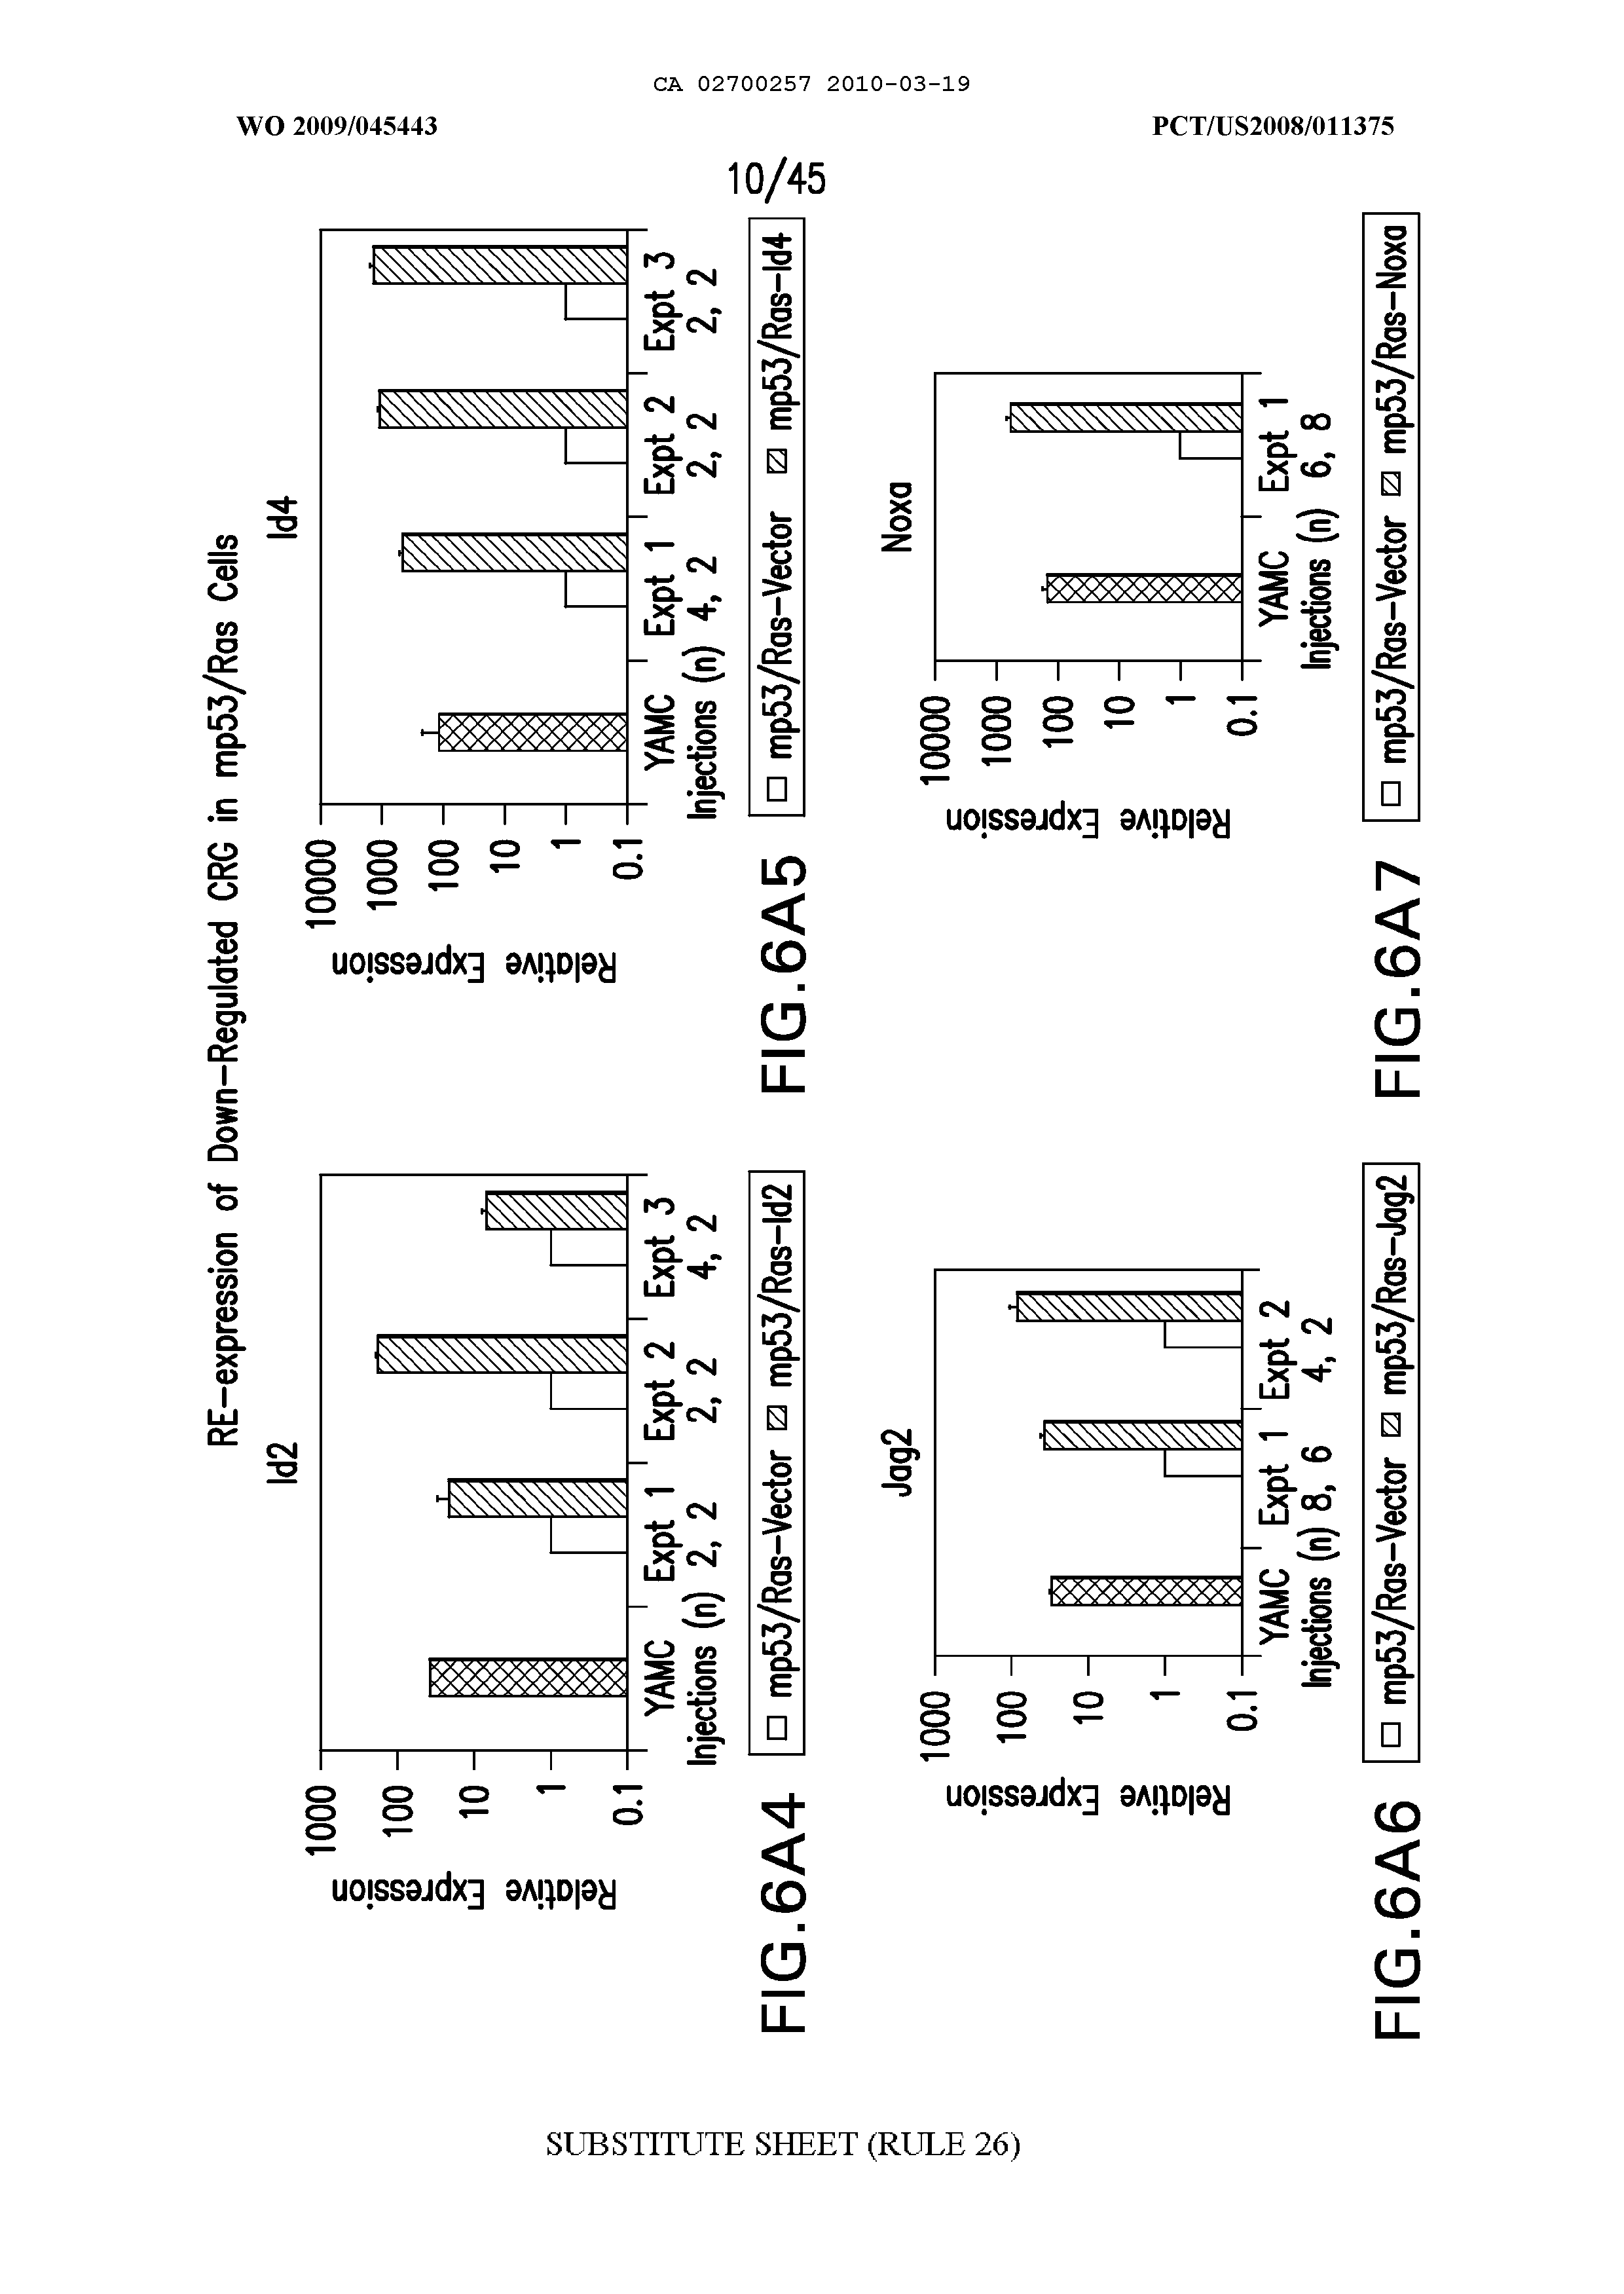 CA 02700257 2010-03-19
WO 2009/045443 PCT/US2008/011375
10/45
RE-expression of Down-Regulated CRG in mp53/Ras Cells
Id2
Relative Expression
1000
100
10
1
0.1
YAMC Expt 1 Expt 2 Expt 3
Injections (n) 2, 2 2, 2 4, 2
mp53/Ras-Vector mp53/Ras-Id2
FIG.6A4
Id4
Relative Expression
10000
1000
100
10
1
0.1
YAMC Expt 1 Expt 2 Expt 3
Injections (n) 4, 2 2, 2 2, 2
mp53/Ras-Vector mp53/Ras-Id4
FIG.6A5
Jag2
Relative Expression
1000
100
10
1
0.1
YAMC Expt 1 Expt 2
Injections (n) 8, 6 4, 2
mp53/Ras-Vector mp53/Ras-Jag2
FIG.6A6
Noxa
Relative Expression
10000
1000
100
10
1
0.1
YAMC Expt 1
Injections (n) 6, 8
mp53/Ras-Vector mp53/Ras-Noxa
FIG.6A7
SUBSTITUTE SHEET (RULE 26)